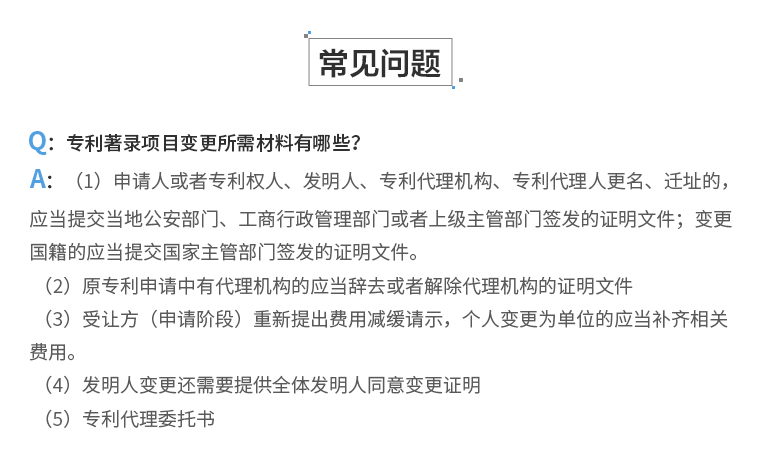 常见问题
Q：专利著录项目变更所需材料有哪些？
A：（1）申请人或者专利权人、发明人、专利代理机构、专利代理人更名、迁址的，
应当提交当地公安部门、工商行政管理部门或者上级主管部门签发的证明文件；变更
国籍的应当提交国家主管部门签发的证明文件。
（2）原专利申请中有代理机构的应当辞去或者解除代理机构的证明文件
（3）受让方（申请阶段）重新提出费用减缓请示，个人变更为单位的应当补齐相关
费用。
（4）发明人变更还需要提供全体发明人同意变更证明
（5）专利代理委托书